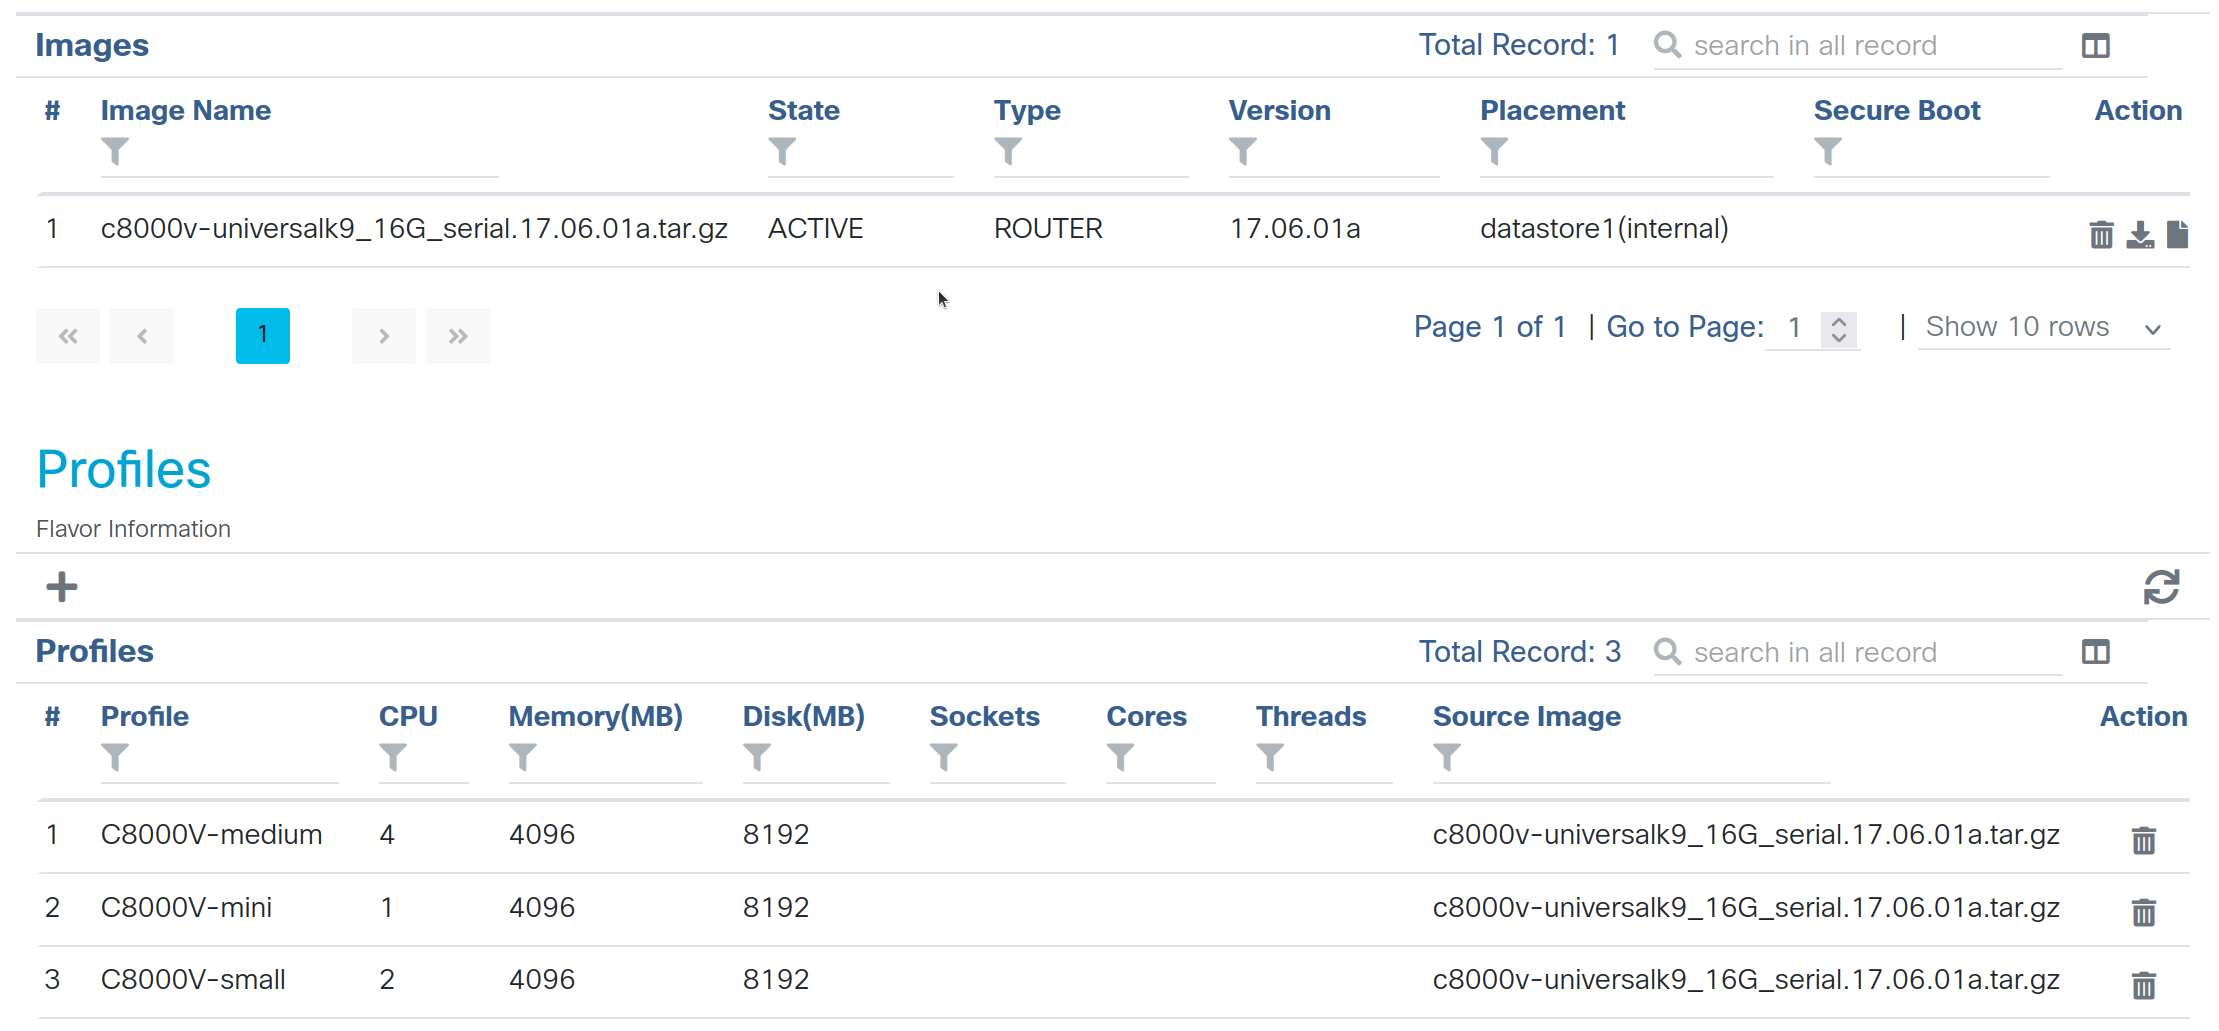 Images Total Record: 1 search in all record
# Image Name State Type Version Placement Secure Boot Action
1 c8000v-universalk9_16G_serial.17.06.01a.tar.gz ACTIVE ROUTER 17.06.01a datastore1(internal)
« ‹ 1 › » Page 1 of 1 | Go to Page: 1 | Show 10 rows
Profiles
Flavor Information
Profiles Total Record: 3 search in all record
# Profile CPU Memory(MB) Disk(MB) Sockets Cores Threads Source Image Action
1 C8000V-medium 4 4096 8192 c8000v-universalk9_16G_serial.17.06.01a.tar.gz
2 C8000V-mini 1 4096 8192 c8000v-universalk9_16G_serial.17.06.01a.tar.gz
3 C8000V-small 2 4096 8192 c8000v-universalk9_16G_serial.17.06.01a.tar.gz